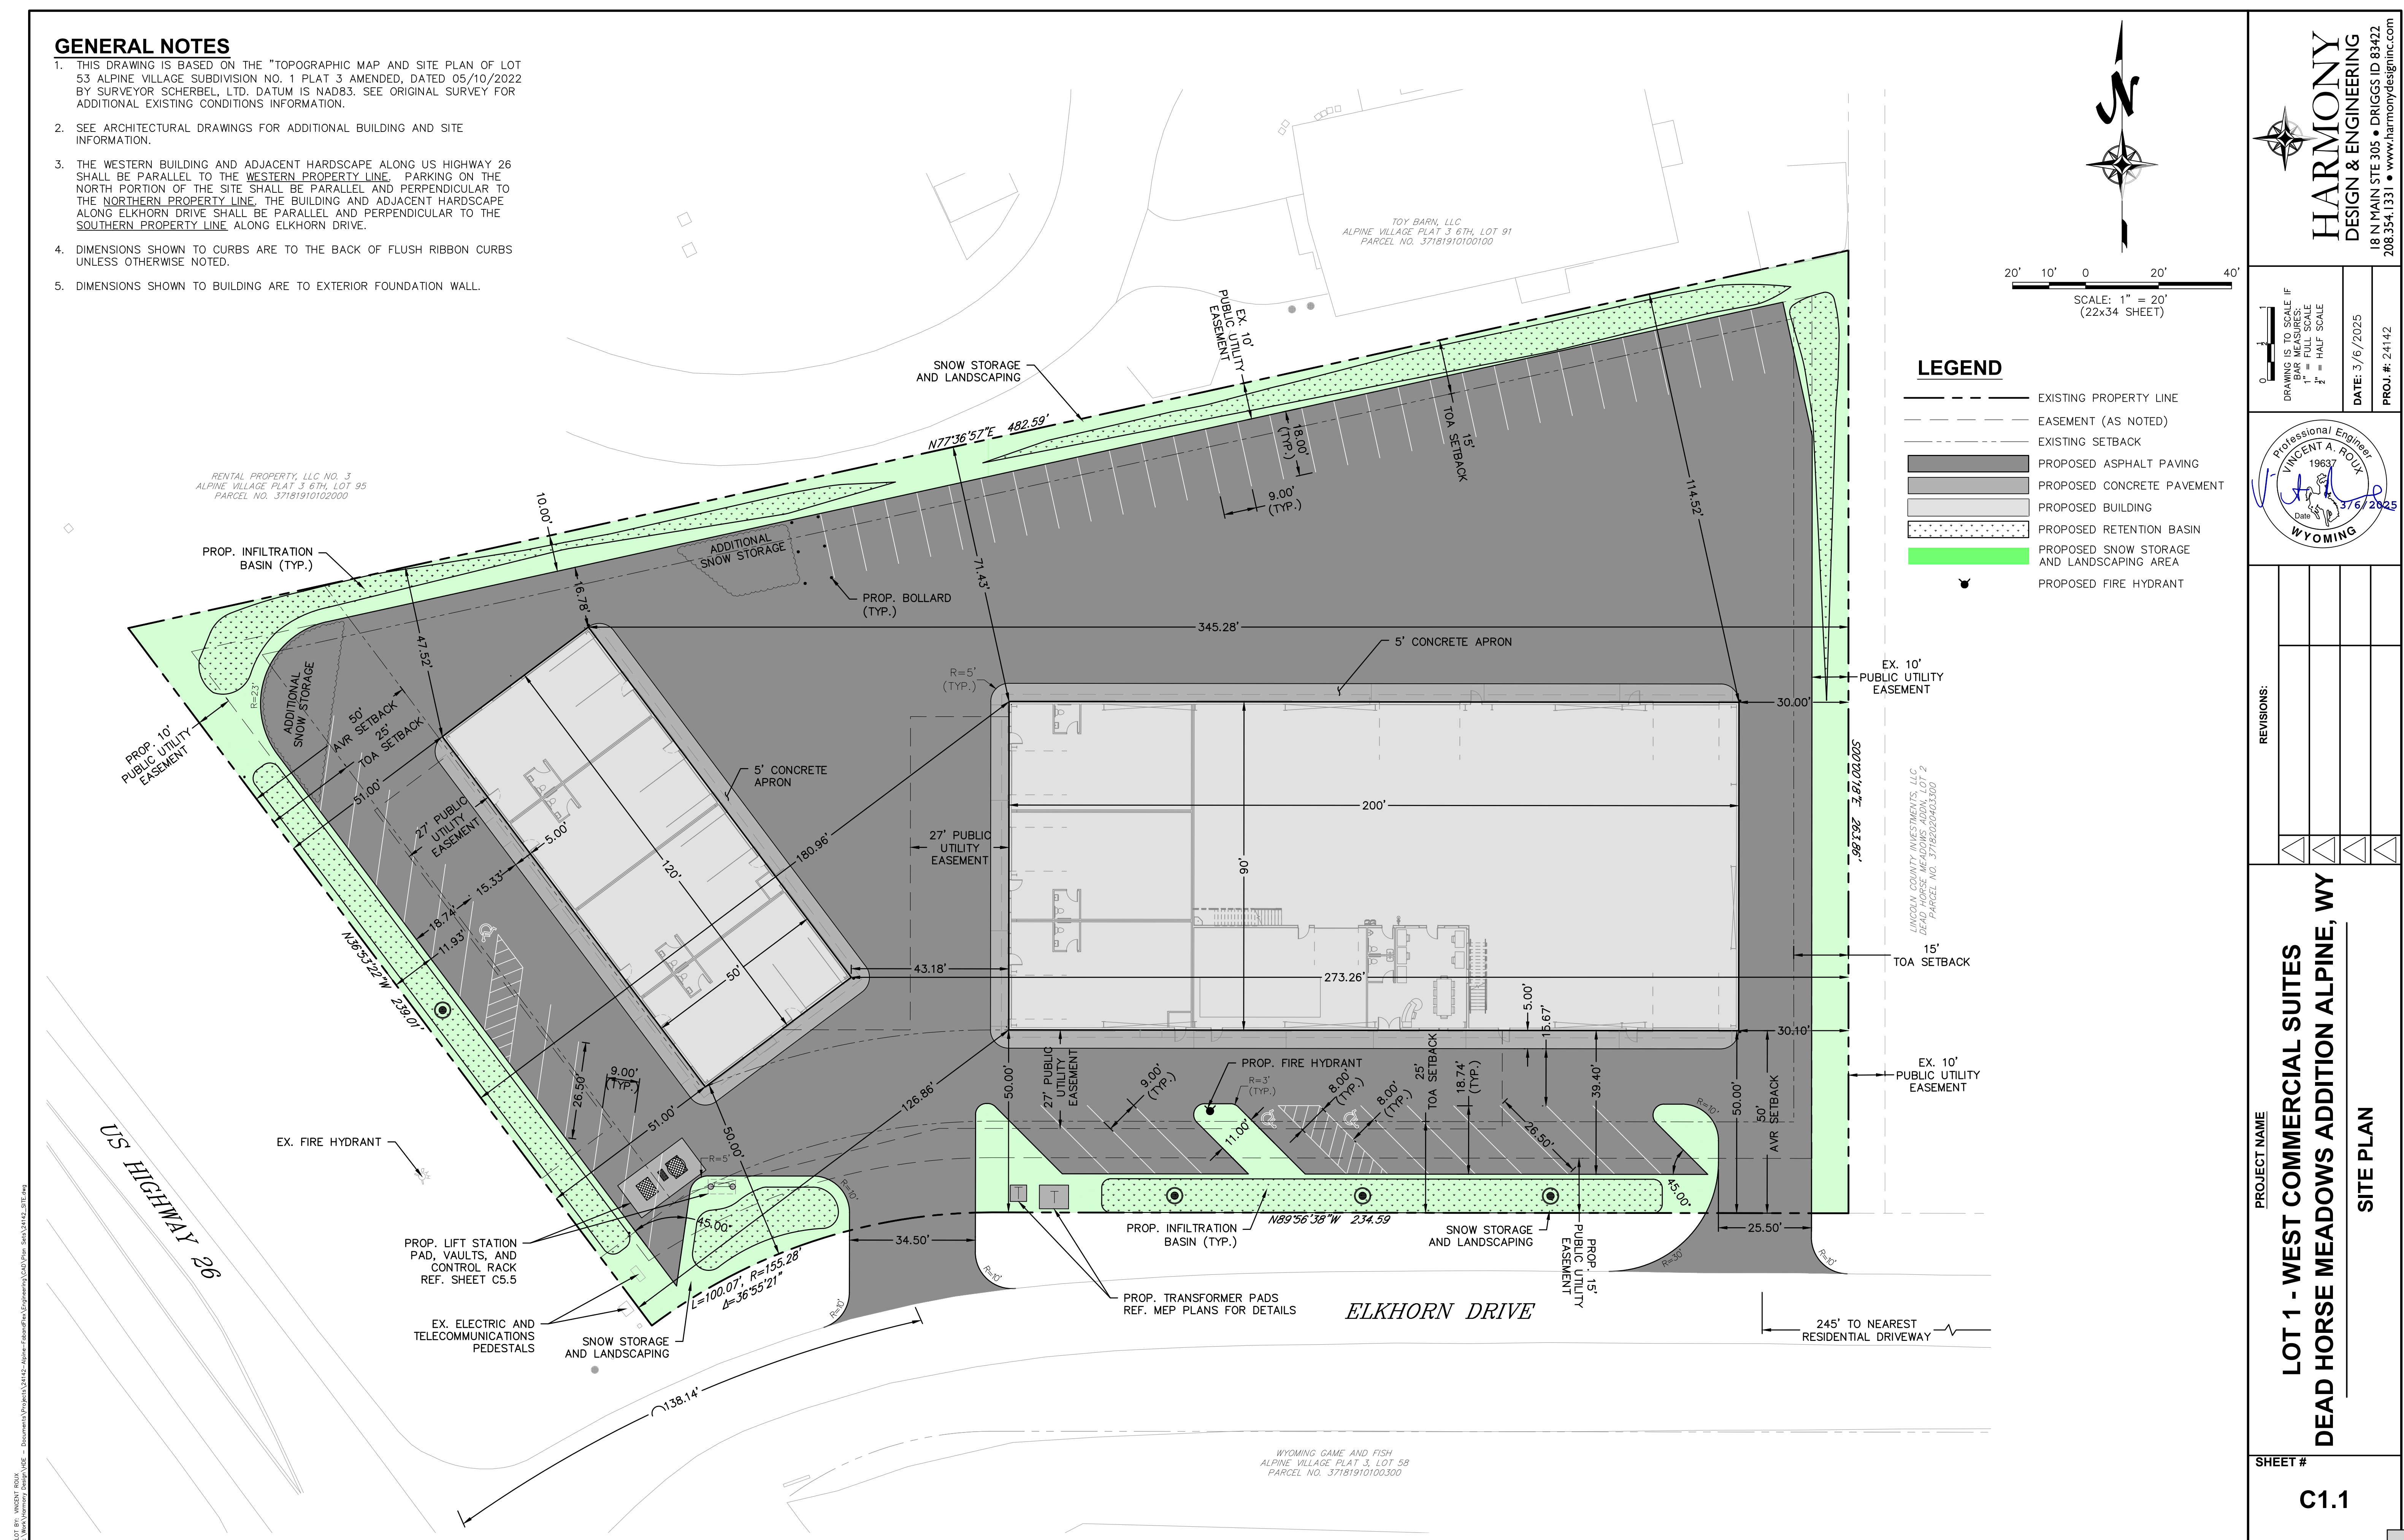 GENERAL NOTES
1. THIS DRAWING IS BASED ON THE "TOPOGRAPHIC MAP AND SITE PLAN OF LOT
53 ALPINE VILLAGE SUBDIVISION NO. 1 PLAT 3 AMENDED, DATED 05/10/2022
BY SURVEYOR SCHERBEL, LTD. DATUM IS NAD83. SEE ORIGINAL SURVEY FOR
ADDITIONAL EXISTING CONDITIONS INFORMATION.
2. SEE ARCHITECTURAL DRAWINGS FOR ADDITIONAL BUILDING AND SITE
INFORMATION.
3. THE WESTERN BUILDING AND ADJACENT HARDSCAPE ALONG US HIGHWAY 26
SHALL BE PARALLEL TO THE WESTERN PROPERTY LINE. PARKING ON THE
NORTH PORTION OF THE SITE SHALL BE PARALLEL AND PERPENDICULAR TO
THE NORTHERN PROPERTY LINE. THE BUILDING AND ADJACENT HARDSCAPE
ALONG ELKHORN DRIVE SHALL BE PARALLEL AND PERPENDICULAR TO THE
SOUTHERN PROPERTY LINE ALONG ELKHORN DRIVE.
4. DIMENSIONS SHOWN TO CURBS ARE TO THE BACK OF FLUSH RIBBON CURBS
UNLESS OTHERWISE NOTED.
5. DIMENSIONS SHOWN TO BUILDING ARE TO EXTERIOR FOUNDATION WALL.
TOY BARN, LLC
ALPINE VILLAGE PLAT 3 6TH, LOT 91
PARCEL NO. 37181910100100
N
20' 10' 0 20' 40'
SCALE: 1" = 20'
(22x34 SHEET)
LEGEND
EXISTING PROPERTY LINE
EASEMENT (AS NOTED)
EXISTING SETBACK
PROPOSED ASPHALT PAVING
PROPOSED CONCRETE PAVEMENT
PROPOSED BUILDING
PROPOSED RETENTION BASIN
PROPOSED SNOW STORAGE
AND LANDSCAPING AREA
PROPOSED FIRE HYDRANT
EX. 10'
PUBLIC UTILITY
EASEMENT
SNOW STORAGE
AND LANDSCAPING
N77°36'57"E 482.59'
18.00'
(TYP.)
9.00'
(TYP.)
15'
TOA SETBACK
114.52'
71.43'
RENTAL PROPERTY, LLC NO. 3
ALPINE VILLAGE PLAT 3 6TH, LOT 95
PARCEL NO. 37181910102000
10.00'
PROP. INFILTRATION
BASIN (TYP.)
ADDITIONAL
SNOW STORAGE
PROP. BOLLARD
(TYP.)
16.78'
47.52'
345.28'
5' CONCRETE APRON
R=5'
(TYP.)
EX. 10'
PUBLIC UTILITY
EASEMENT
30.00'
R=23'
ADDITIONAL
SNOW STORAGE
PROP. 10'
PUBLIC UTILITY
EASEMENT
50'
AVR SETBACK
25'
TOA SETBACK
51.00'
27' PUBLIC
UTILITY
EASEMENT
5' CONCRETE
APRON
5.00'
15.33'
18.74'
11.93'
120'
50'
180.96'
27' PUBLIC
UTILITY
EASEMENT
200'
90'
S00°00'18"E 263.86'
LINCOLN COUNTY INVESTMENTS, LLC
DEAD HORSE MEADOWS ADDN, LOT 2
PARCEL NO. 37182020403300
N36°53'22"W 239.01'
43.18'
273.26'
15'
TOA SETBACK
30.10'
5.00'
15.67'
EX. 10'
PUBLIC UTILITY
EASEMENT
26.50'
9.00'
(TYP.)
51.00'
50.00'
126.86'
50.00'
27' PUBLIC
UTILITY
EASEMENT
9.00'
(TYP.)
PROP. FIRE HYDRANT
R=3'
(TYP.)
11.00'
8.00'
(TYP.)
8.00'
(TYP.)
25'
TOA SETBACK
18.74'
(TYP.)
26.50'
39.40'
R=10'
50.00'
50'
AVR SETBACK
45.00°
EX. FIRE HYDRANT
US HIGHWAY 26
R=5'
45.00°
R=10'
PROP. LIFT STATION
PAD, VAULTS, AND
CONTROL RACK
REF. SHEET C5.5
EX. ELECTRIC AND
TELECOMMUNICATIONS
PEDESTALS
SNOW STORAGE
AND LANDSCAPING
L=100.07', R=155.28'
Δ=36°55'21"
34.50'
R=10'
R=10'
T T
PROP. TRANSFORMER PADS
REF. MEP PLANS FOR DETAILS
PROP. INFILTRATION
BASIN (TYP.)
N89°56'38"W 234.59
SNOW STORAGE
AND LANDSCAPING
PROP. 15'
PUBLIC UTILITY
EASEMENT
R=30'
25.50'
R=10'
ELKHORN DRIVE
245' TO NEAREST
RESIDENTIAL DRIVEWAY
138.14'
WYOMING GAME AND FISH
ALPINE VILLAGE PLAT 3, LOT 58
PARCEL NO. 37181910100300
HARMONY
DESIGN & ENGINEERING
18 N MAIN STE 305 ● DRIGGS ID 83422
208.354.1331 ● www.harmonydesigninc.com
0 1/2 1
DRAWING IS TO SCALE IF
BAR MEASURES:
1" = FULL SCALE
1/2" = HALF SCALE
DATE: 3/6/2025
PROJ. #: 24142
Professional Engineer
VINCENT A. ROUX
19637
Date 3/6/2025
WYOMING
REVISIONS:
PROJECT NAME
LOT 1 - WEST COMMERCIAL SUITES
DEAD HORSE MEADOWS ADDITION ALPINE, WY
SITE PLAN
SHEET #
C1.1
LOT BY: VINCENT ROUX